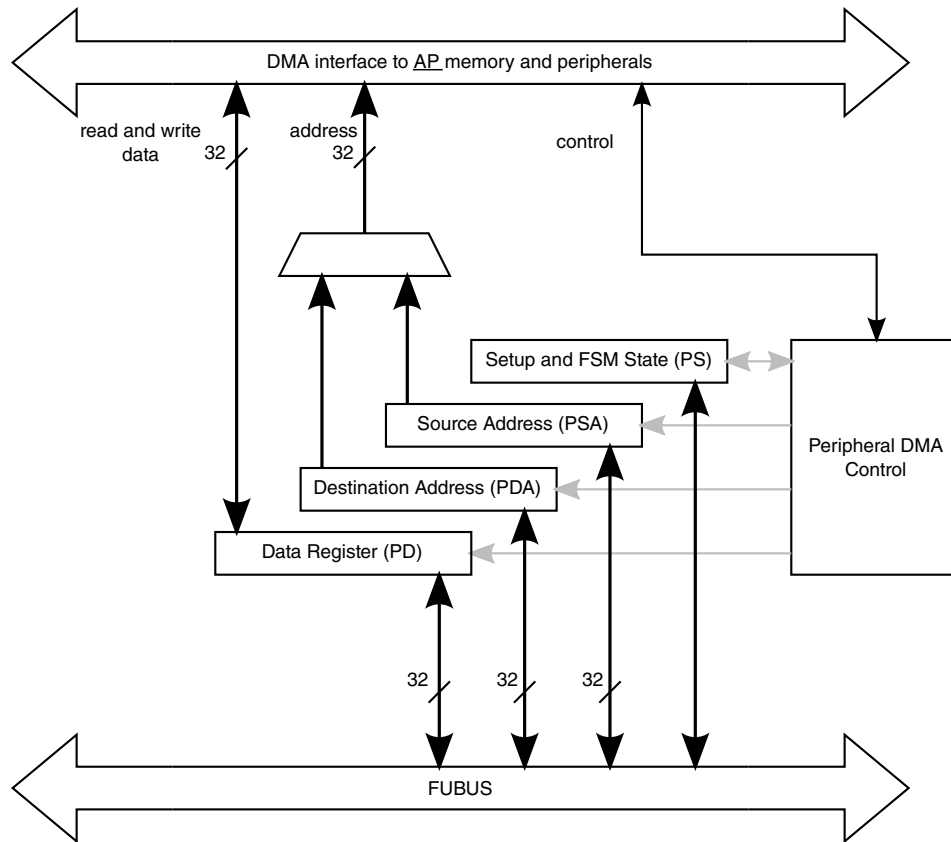 DMA interface to AP memory and peripherals
read and write
data
32
address
32
control
Setup and FSM State (PS)
Source Address (PSA)
Peripheral DMA
Control
Destination Address (PDA)
Data Register (PD)
32
32
32
FUBUS